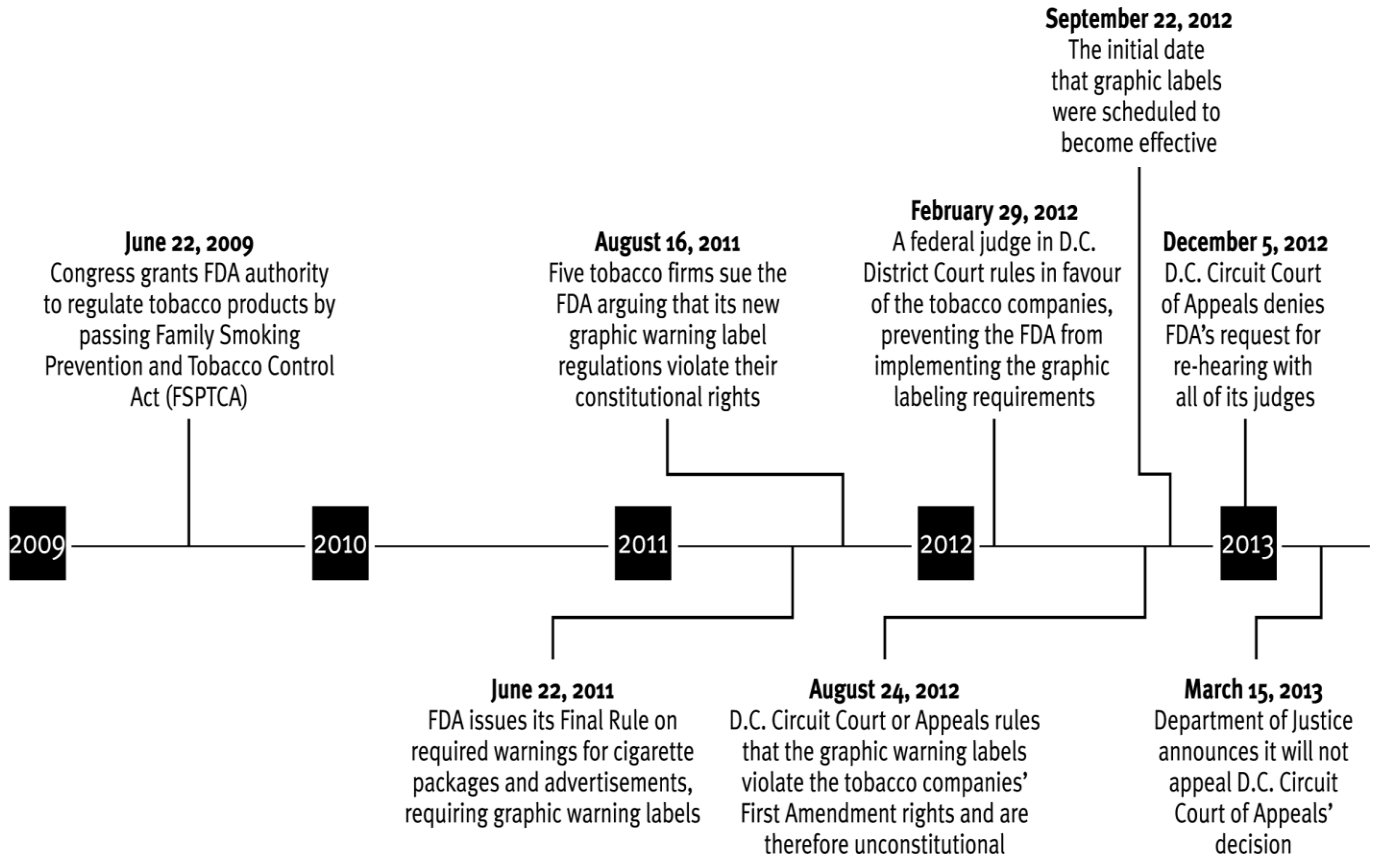 September 22, 2012
The initial date
that graphic labels
were scheduled to
become effective
June 22, 2009
Congress grants FDA authority
to regulate tobacco products by
passing Family Smoking
Prevention and Tobacco Control
Act (FSPTCA)
August 16, 2011
Five tobacco firms sue the
FDA arguing that its new
graphic warning label
regulations violate their
constitutional rights
February 29, 2012
A federal judge in D.C.
District Court rules in favour
of the tobacco companies,
preventing the FDA from
implementing the graphic
labeling requirements
December 5, 2012
D.C. Circuit Court
of Appeals denies
FDA's request for
re-hearing with
all of its judges
2009
2010
2011
2012
2013
June 22, 2011
FDA issues its Final Rule on
required warnings for cigarette
packages and advertisements,
requiring graphic warning labels
August 24, 2012
D.C. Circuit Court or Appeals rules
that the graphic warning labels
violate the tobacco companies'
First Amendment rights and are
therefore unconstitutional
March 15, 2013
Department of Justice
announces it will not
appeal D.C. Circuit
Court of Appeals'
decision